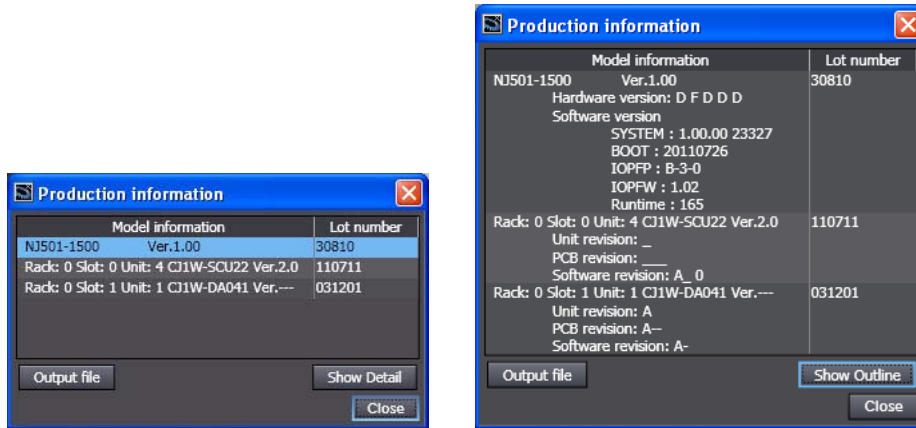 Production information
Model information Lot number
NJ501-1500 Ver.1.00 30810
Rack: 0 Slot: 0 Unit: 4 CJ1W-SCU22 Ver.2.0 110711
Rack: 0 Slot: 1 Unit: 1 CJ1W-DA041 Ver.--- 031201
Output file Show Detail
Close
Production information
Model information Lot number
NJ501-1500 Ver.1.00 30810
Hardware version: D F D D D
Software version
SYSTEM : 1.00.00 23327
BOOT : 20110726
IOPFP : B-3-0
IOPFW : 1.02
Runtime : 165
Rack: 0 Slot: 0 Unit: 4 CJ1W-SCU22 Ver.2.0 110711
Unit revision: _
PCB revision: ___
Software revision: A_ 0
Rack: 0 Slot: 1 Unit: 1 CJ1W-DA041 Ver.--- 031201
Unit revision: A
PCB revision: A--
Software revision: A-
Output file Show Outline
Close